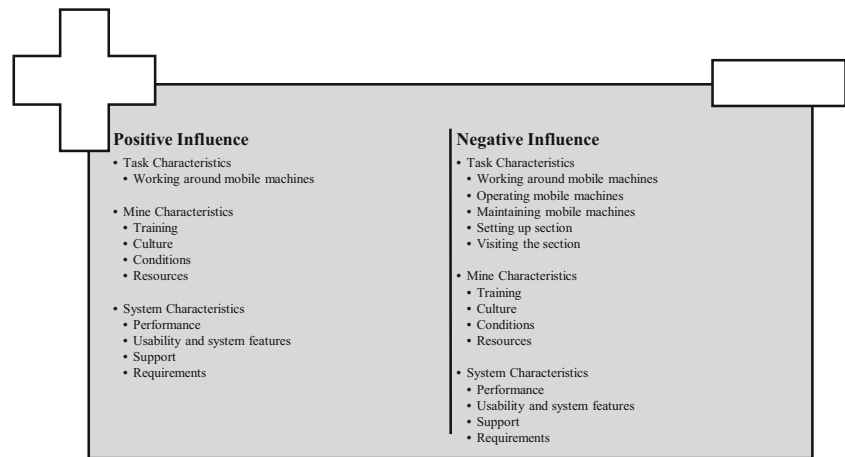 Positive Influence
• Task Characteristics
• Working around mobile machines
• Mine Characteristics
• Training
• Culture
• Conditions
• Resources
• System Characteristics
• Performance
• Usability and system features
• Support
• Requirements
Negative Influence
• Task Characteristics
• Working around mobile machines
• Operating mobile machines
• Maintaining mobile machines
• Setting up section
• Visiting the section
• Mine Characteristics
• Training
• Culture
• Conditions
• Resources
• System Characteristics
• Performance
• Usability and system features
• Support
• Requirements